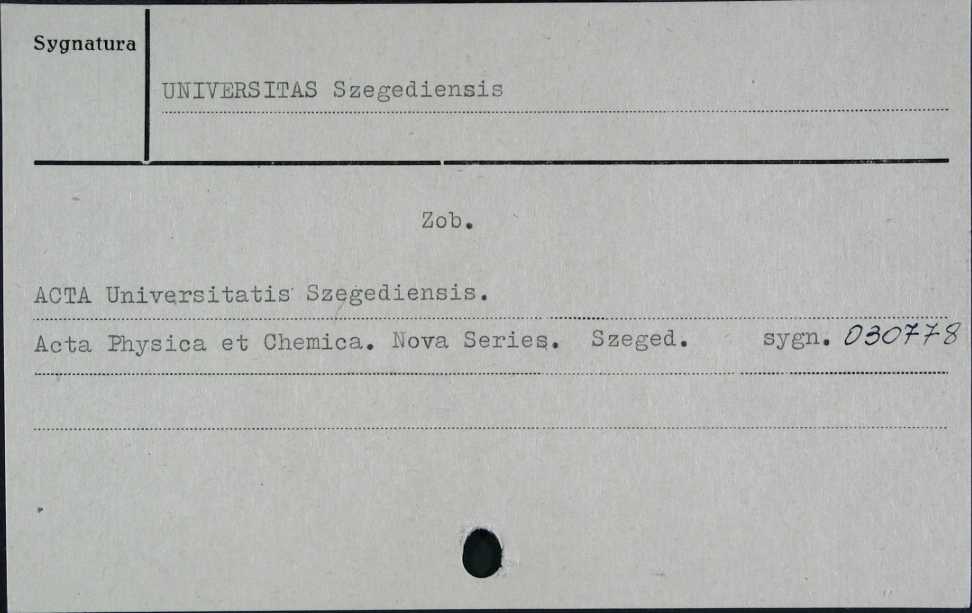 Sygnatura
UNIVERSITAS Szegediensis
Zob.
ACTA Universitatis Szegediensis.
Acta Physica et Chemica. Nova Series. Szeged. sygn. 030778